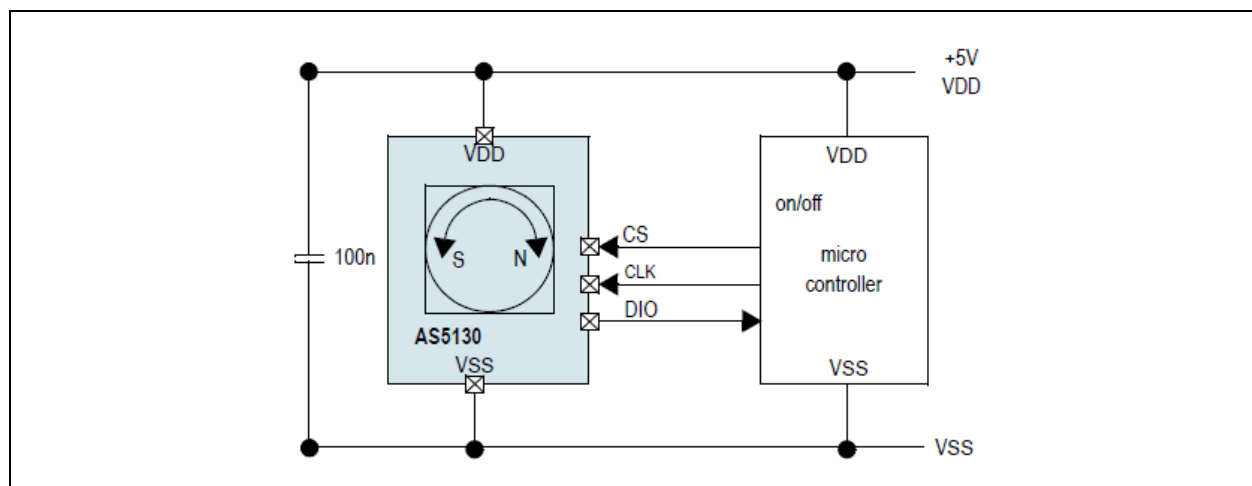 +5V
VDD
VDD
VDD
on/off
CS
S
N
micro
100n
CLK
controller
DIO
AS5130
VSS
VSS
VSS